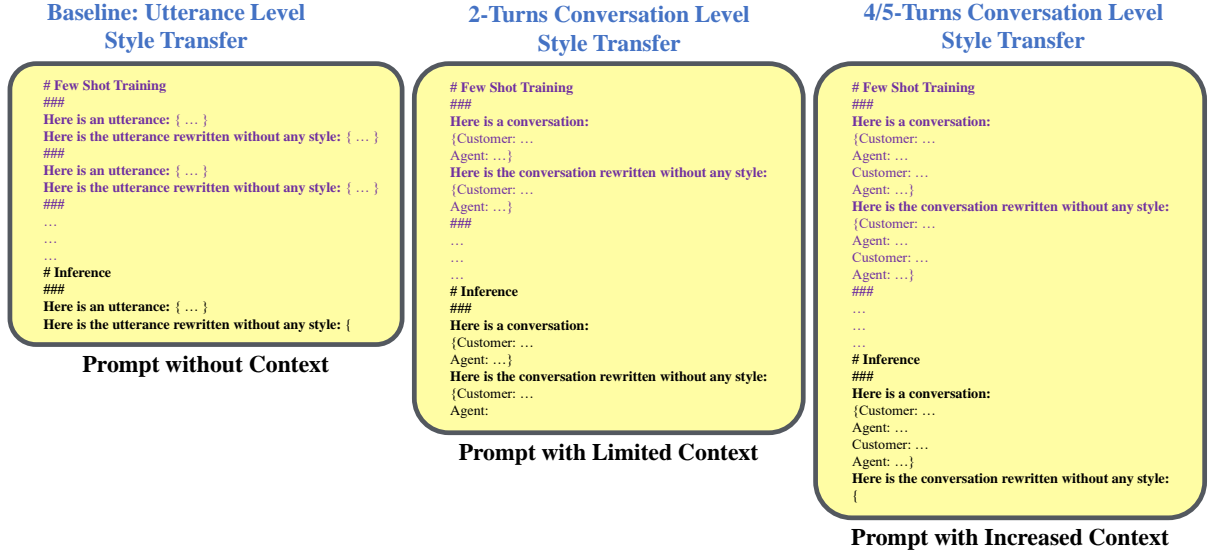 Baseline: Utterance Level
Style Transfer
# Few Shot Training
###
Here is an utterance: { … }
Here is the utterance rewritten without any style: { … }
###
Here is an utterance: { … }
Here is the utterance rewritten without any style: { … }
###
…
…
…
# Inference
###
Here is an utterance: { … }
Here is the utterance rewritten without any style: {
Prompt without Context
2-Turns Conversation Level
Style Transfer
# Few Shot Training
###
Here is a conversation:
{Customer: …
Agent: …}
Here is the conversation rewritten without any style:
{Customer: …
Agent: …}
###
…
…
…
# Inference
###
Here is a conversation:
{Customer: …
Agent: …}
Here is the conversation rewritten without any style:
{Customer: …
Agent:
Prompt with Limited Context
4/5-Turns Conversation Level
Style Transfer
# Few Shot Training
###
Here is a conversation:
{Customer: …
Agent: …
Customer: …
Agent: …}
Here is the conversation rewritten without any style:
{Customer: …
Agent: …
Customer: …
Agent: …}
###
…
…
…
# Inference
###
Here is a conversation:
{Customer: …
Agent: …
Customer: …
Agent: …}
Here is the conversation rewritten without any style:
{
Prompt with Increased Context